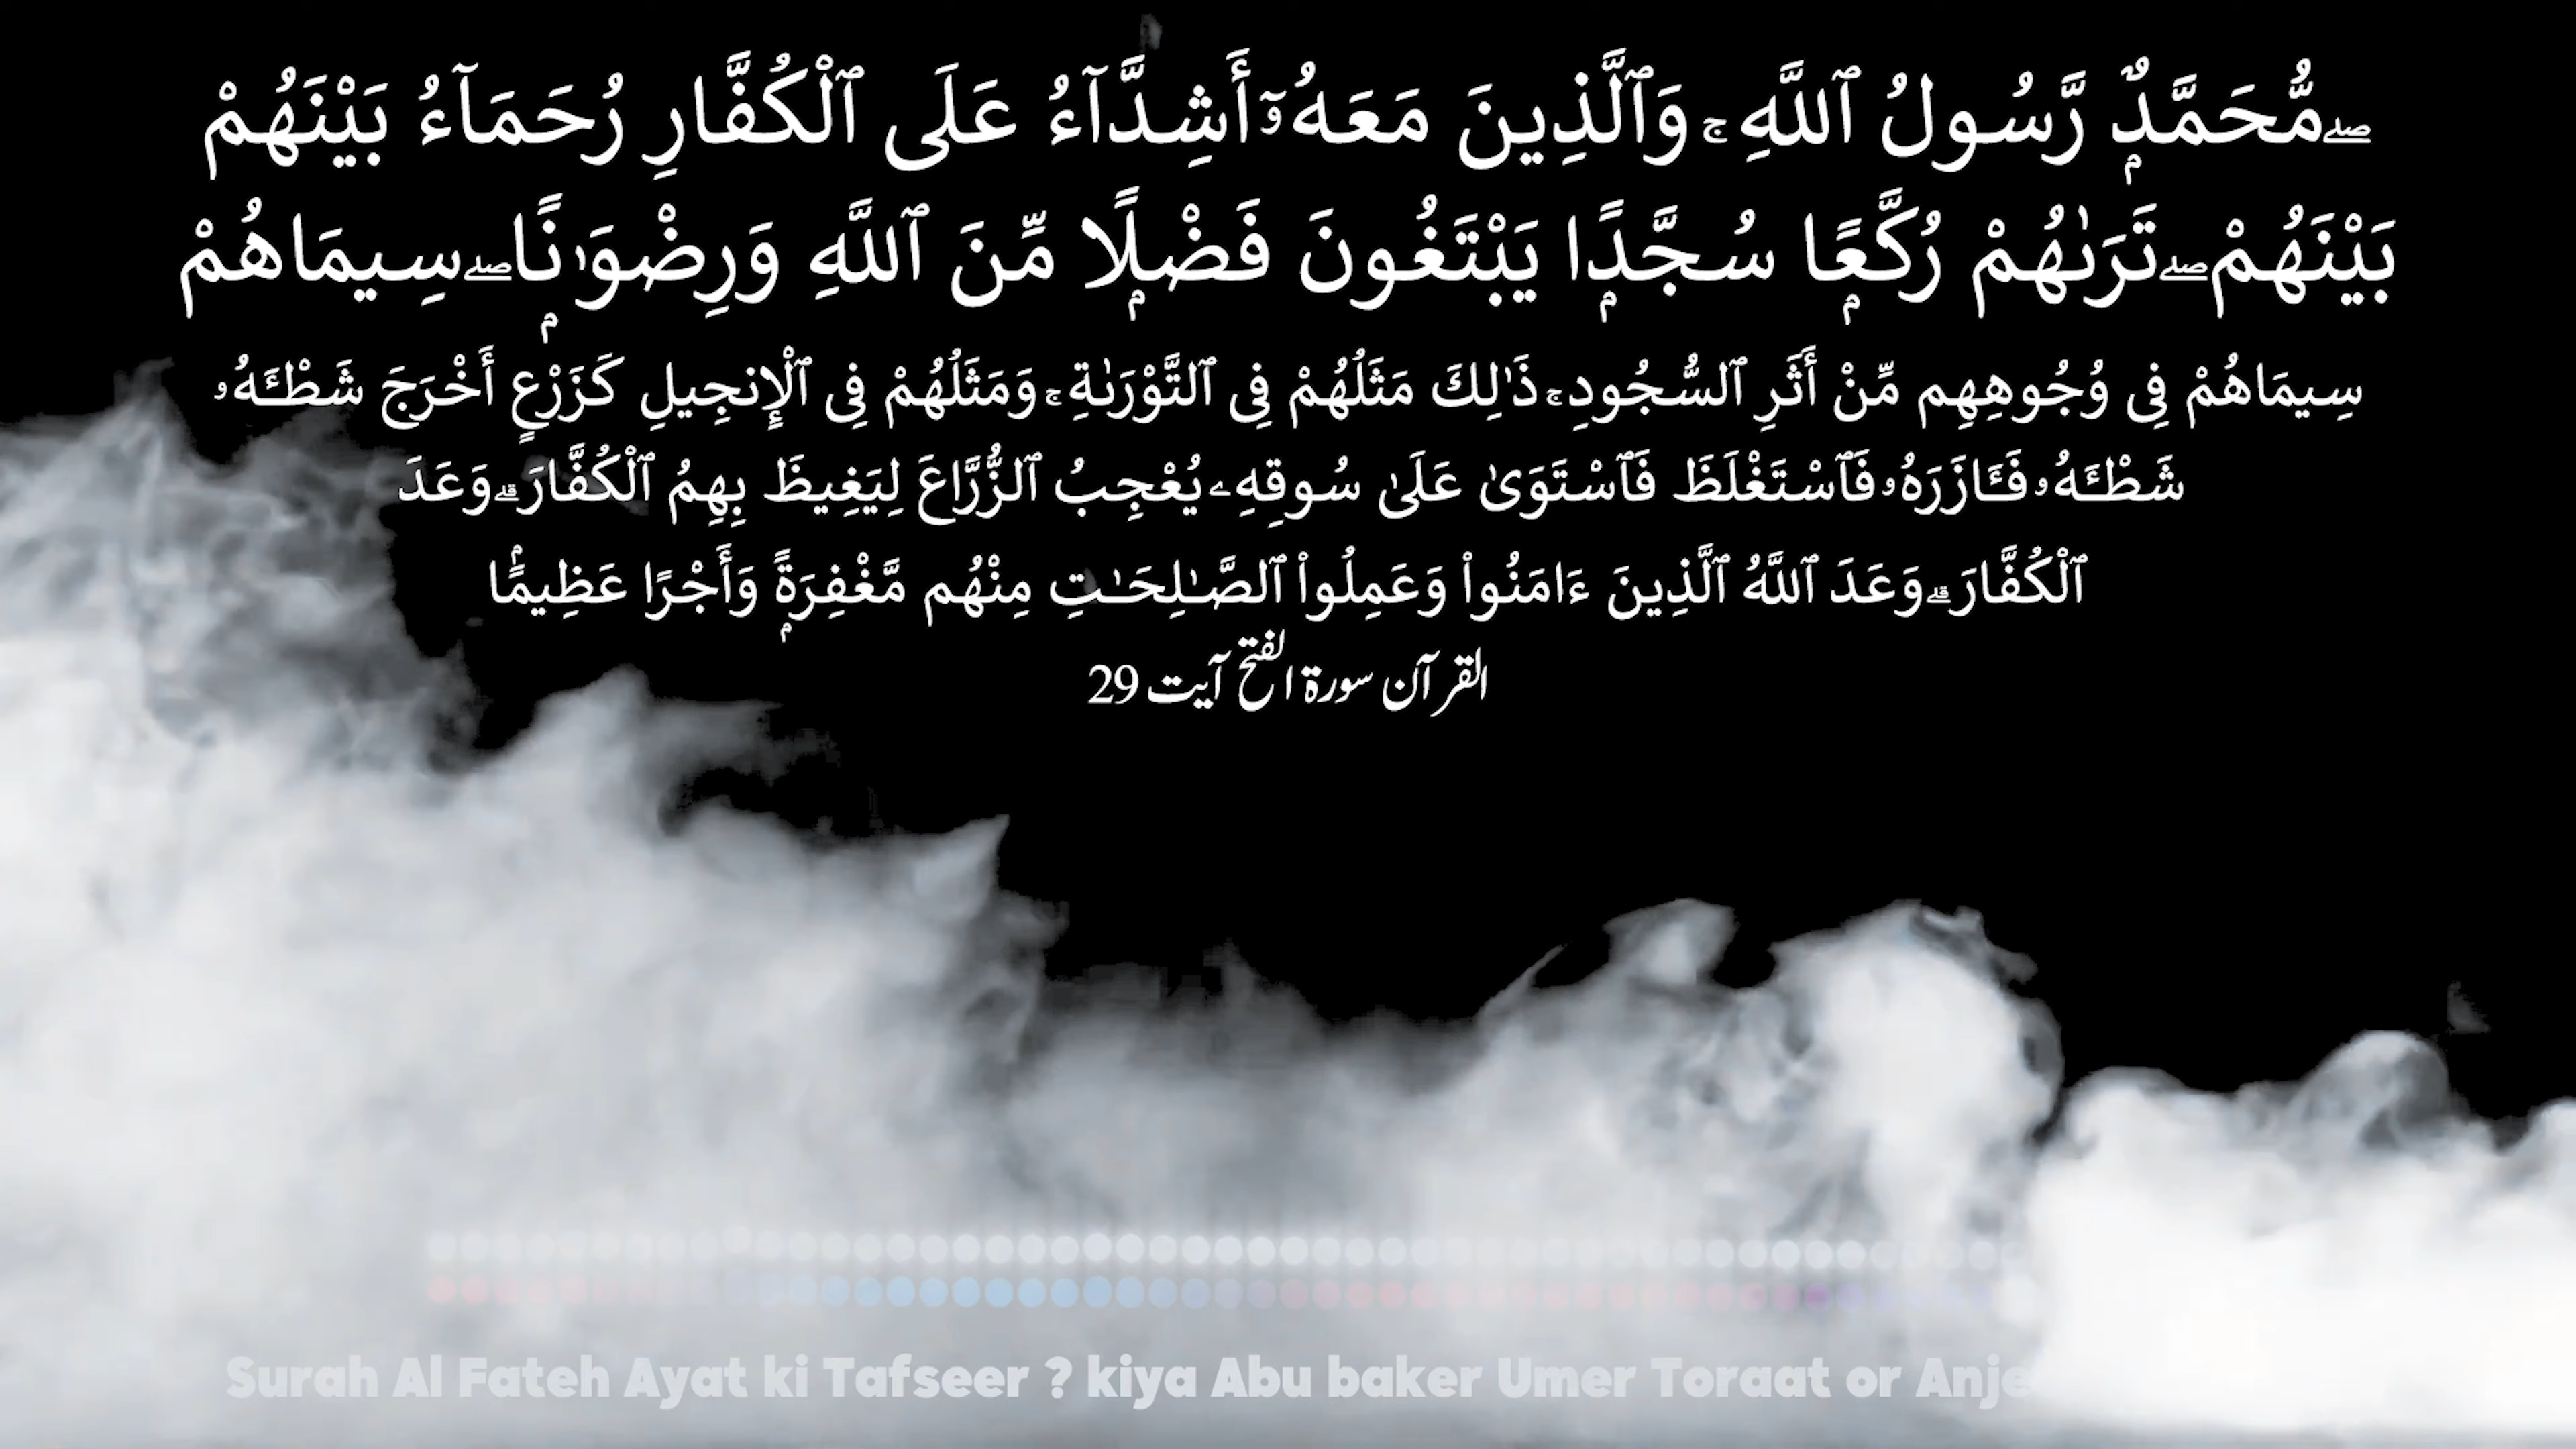 ۖمُّحَمَّدٌۭ رَّسُولُ ٱللَّهِ ۚ وَٱلَّذِينَ مَعَهُۥٓ أَشِدَّآءُ عَلَى ٱلْكُفَّارِ رُحَمَآءُ بَيْنَهُمْ
بَيْنَهُمْ ۖ تَرَىٰهُمْ رُكَّعًۭا سُجَّدًۭا يَبْتَغُونَ فَضْلًۭا مِّنَ ٱللَّهِ وَرِضْوَٰنًۭا ۖ سِيمَاهُمْ
سِيمَاهُمْ فِى وُجُوهِهِم مِّنْ أَثَرِ ٱلسُّجُودِ ۚ ذَٰلِكَ مَثَلُهُمْ فِى ٱلتَّوْرَىٰةِ ۚ وَمَثَلُهُمْ فِى ٱلْإِنجِيلِ كَزَرْعٍ أَخْرَجَ شَطْـَٔهُۥ
شَطْـَٔهُۥ فَـَٔازَرَهُۥ فَٱسْتَغْلَظَ فَٱسْتَوَىٰ عَلَىٰ سُوقِهِۦ يُعْجِبُ ٱلزُّرَّاعَ لِيَغِيظَ بِهِمُ ٱلْكُفَّارَ ۗ وَعَدَ
ٱلْكُفَّارَ ۗ وَعَدَ ٱللَّهُ ٱلَّذِينَ ءَامَنُوا۟ وَعَمِلُوا۟ ٱلصَّـٰلِحَـٰتِ مِنْهُم مَّغْفِرَةًۭ وَأَجْرًا عَظِيمًۢا
القرآن سورۃ الفتح آیت 29
Surah Al Fateh Ayat ki Tafseer ? kiya Abu baker Umer Toraat or Anje